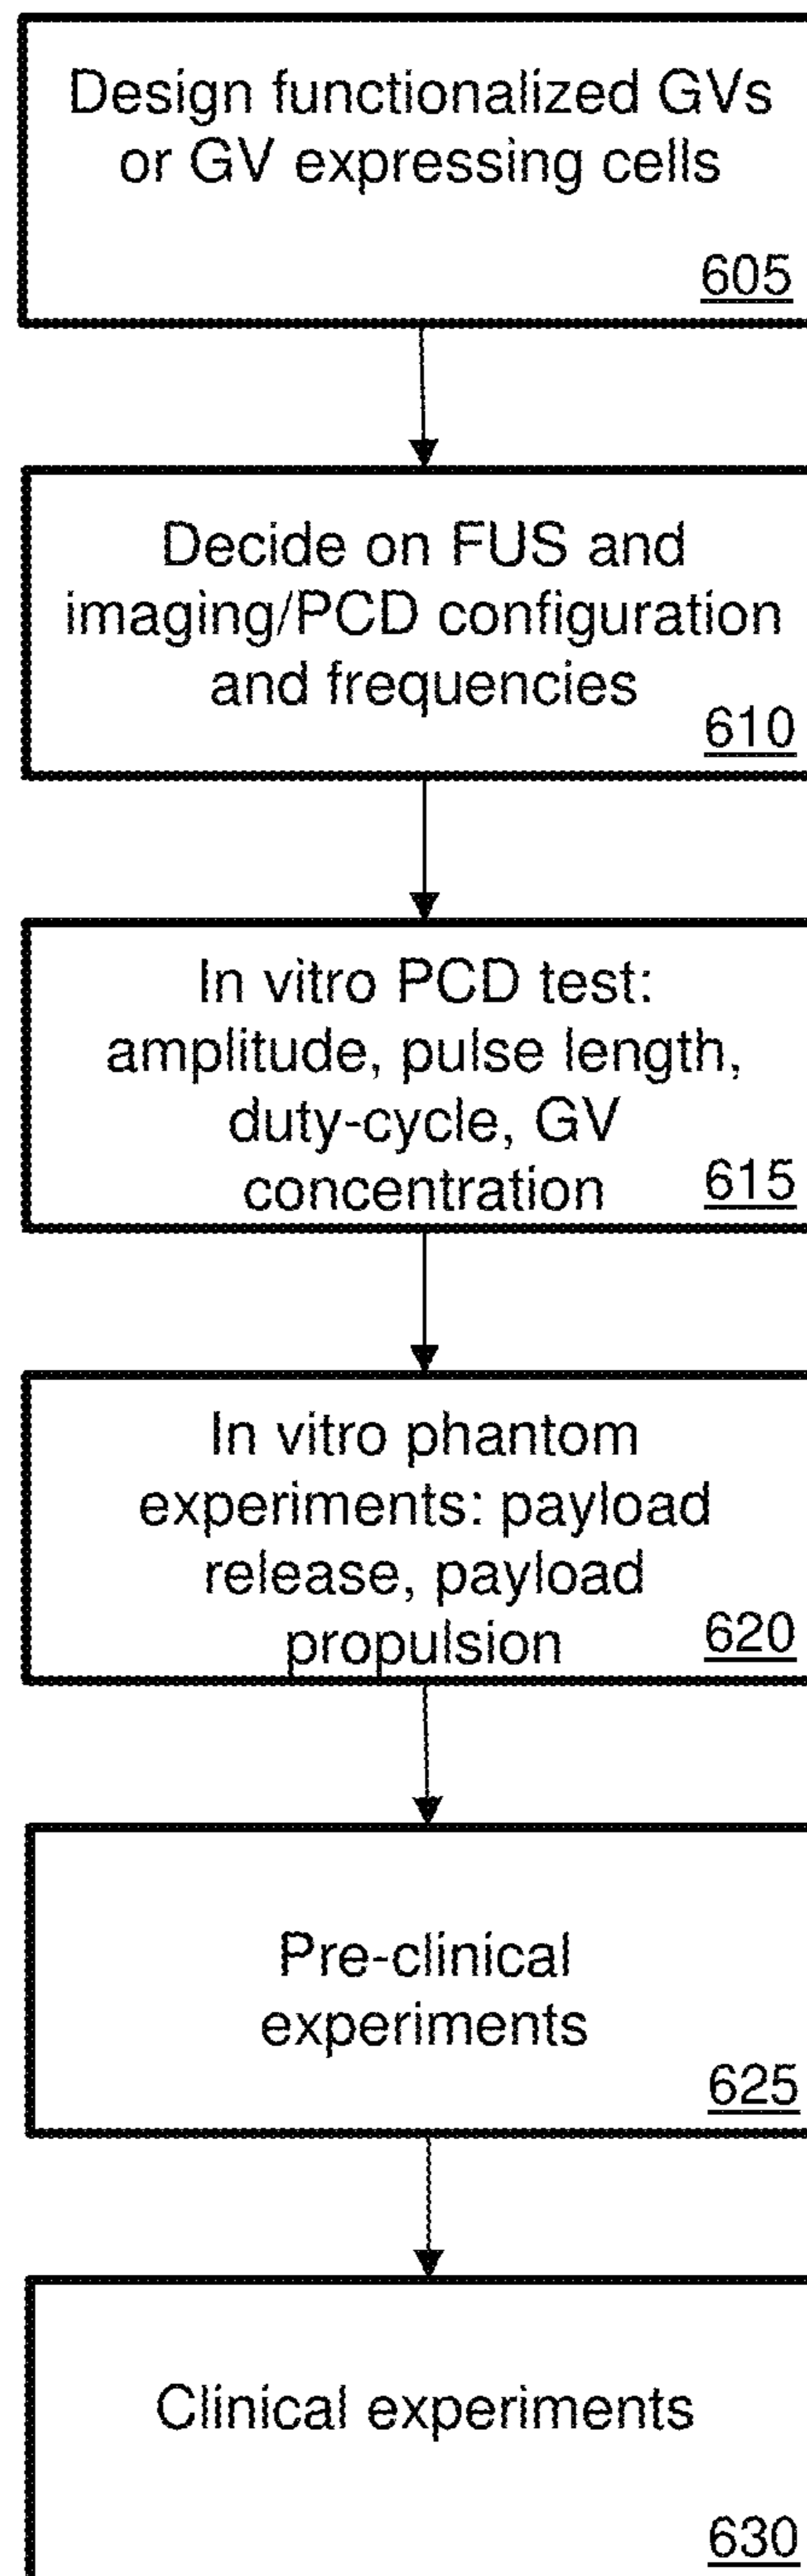 Design functionalized GVs
or GV expressing cells
605
Decide on FUS and
imaging/PCD configuration
and frequencies
610
In vitro PCD test:
amplitude, pulse length,
duty-cycle, GV
concentration
615
In vitro phantom
experiments: payload
release, payload
propulsion
620
Pre-clinical
experiments
625
Clinical experiments
630